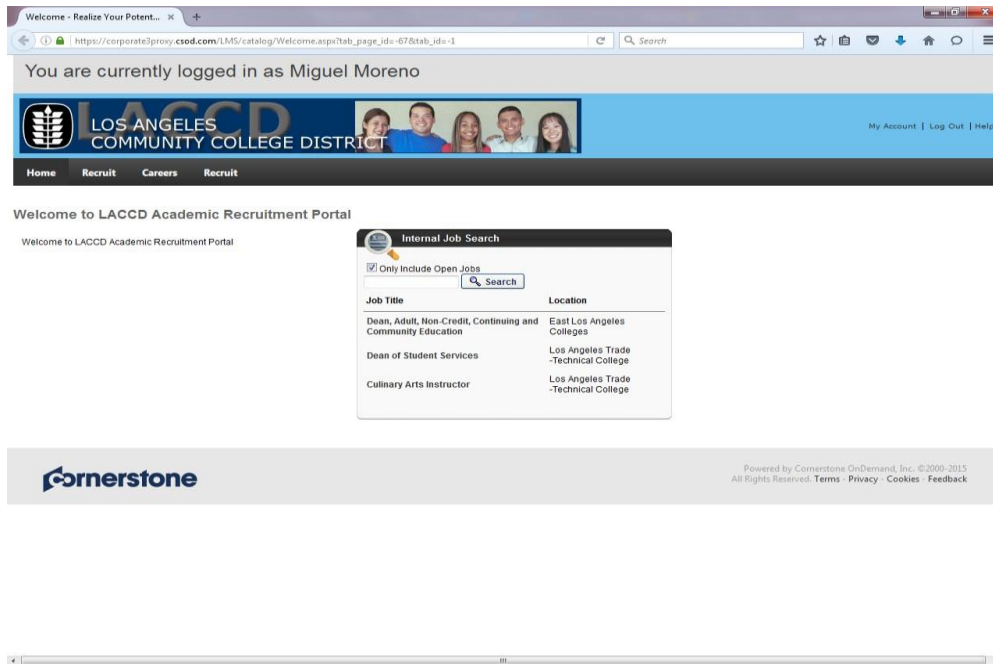 Welcome - Realize Your Potent...
https://corporate3proxy.csod.com/LMS/catalog/Welcome.aspx?tab_page_id=-67&tab_id=-1
Search
You are currently logged in as Miguel Moreno
LACCD
LOS ANGELES
COMMUNITY COLLEGE DISTRICT
My Account | Log Out | Help
Home Recruit Careers Recruit
Welcome to LACCD Academic Recruitment Portal
Welcome to LACCD Academic Recruitment Portal
Internal Job Search
Only Include Open Jobs
Search
Job Title Location
Dean, Adult, Non-Credit, Continuing and East Los Angeles
Community Education Colleges
Dean of Student Services Los Angeles Trade
-Technical College
Culinary Arts Instructor Los Angeles Trade
-Technical College
Cornerstone
Powered by Cornerstone OnDemand, Inc. ©2000-2015
All Rights Reserved. Terms - Privacy - Cookies - Feedback